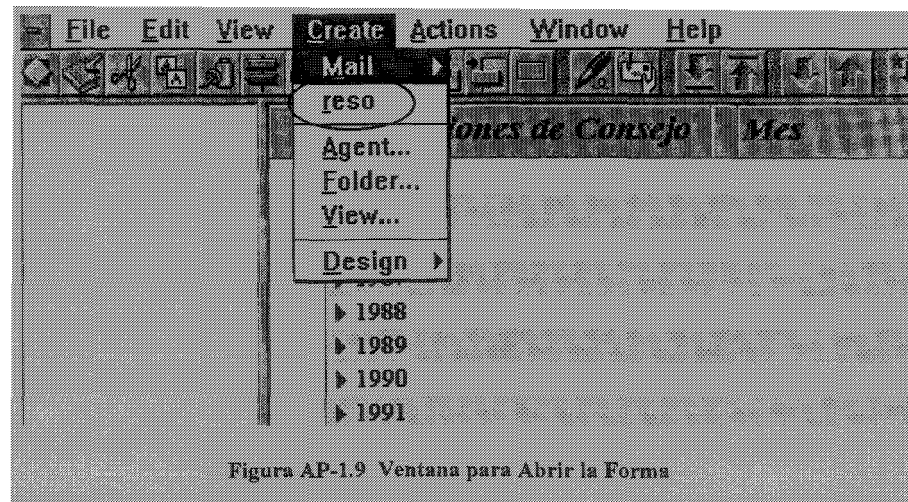 File Edit View Create Actions Window Help
Mail
reso
iones de Consejo Mes
Agent...
Folder...
View...
Design
1988
1989
1990
1991
Figura AP-1.9 Ventana para Abrir la Forma